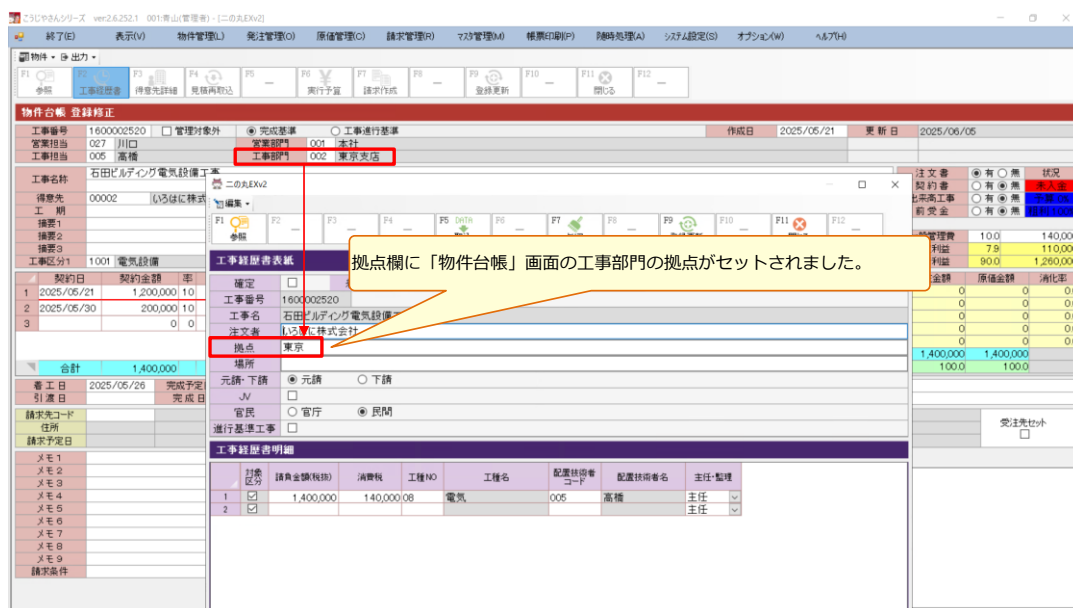 こうじやさんシリーズ ver.2.6.252.1 001:青山(管理者) - [二の丸EXv2]
終了(E) 表示(V) 物件管理(L) 発注管理(O) 原価管理(C) 請求管理(R) マスタ管理(M) 帳票印刷(P) 随時処理(A) システム設定(S) オプション(W) ヘルプ(H)
物件 出力
F1 参照 F2 工事経歴書 F3 得意先詳細 F4 見積再取込 F5 F6 実行予算 F7 請求作成 F8 F9 登録更新 F10 F11 閉じる F12
物件台帳 登録修正
工事番号 1600002520 管理対象外 完成基準 工事進行基準 作成日 2025/05/21 更新日 2025/06/05
営業担当 027 川口 営業部門 001 本社
工事担当 005 高橋 工事部門 002 東京支店
工事名称 石田ビルディング電気設備工事
得意先 00002 (いろはに株式
工 期
摘要1
摘要2
摘要3
工事区分1 1001 電気設備
契約日 契約金額 率
1 2025/05/21 1,200,000 10
2 2025/05/30 200,000 10
3 0 0
合計 1,400,000
着工日 2025/05/26 完成予定
引渡日 完成日
請求先コード
住所
請求予定日
メモ1
メモ2
メモ3
メモ4
メモ5
メモ6
メモ7
メモ8
メモ9
請求条件
二の丸EXv2
編集
F1 参照 F2 F3 F4 F5 DATA F6 F7 F8 F9 F10 F11 F12
工事経歴書表紙
確定
工事番号 1600002520
工事名 石田ビルディング電気設備工
注文者 いろはに株式会社
拠点 東京
場所
元請・下請 元請 下請
JV
官民 官庁 民間
進行基準工事
拠点欄に「物件台帳」画面の工事部門の拠点がセットされました。
工事経歴書明細
対象区分 請負金額(税抜) 消費税 工種NO 工種名 配置技術者コード 配置技術者名 主任・監理
1 1,400,000 140,000 08 電気 005 高橋 主任
2 主任
注文書 有 無 状況
契約書 有 無 未入金
出来高工事 有 無
前受金 有 無
管理費 10.0 140,00
利益 7.9 110,00
利益 90.0 1,260,00
金額 原価金額 消化率
0 0 0.
0 0 0.
0 0 0.
0 0 0.
0 0 0.
1,400,000 1,400,000
100.0 100.0
受注先セット